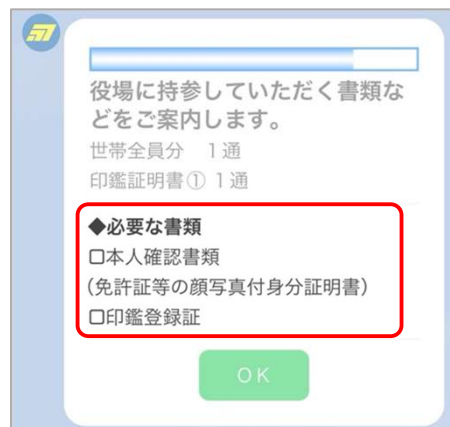 役場に持参していただく書類な
どをご案内します。
世帯全員分　1通
印鑑証明書① 1通
◆必要な書類
□本人確認書類
（免許証等の顔写真付身分証明書）
□印鑑登録証
OK